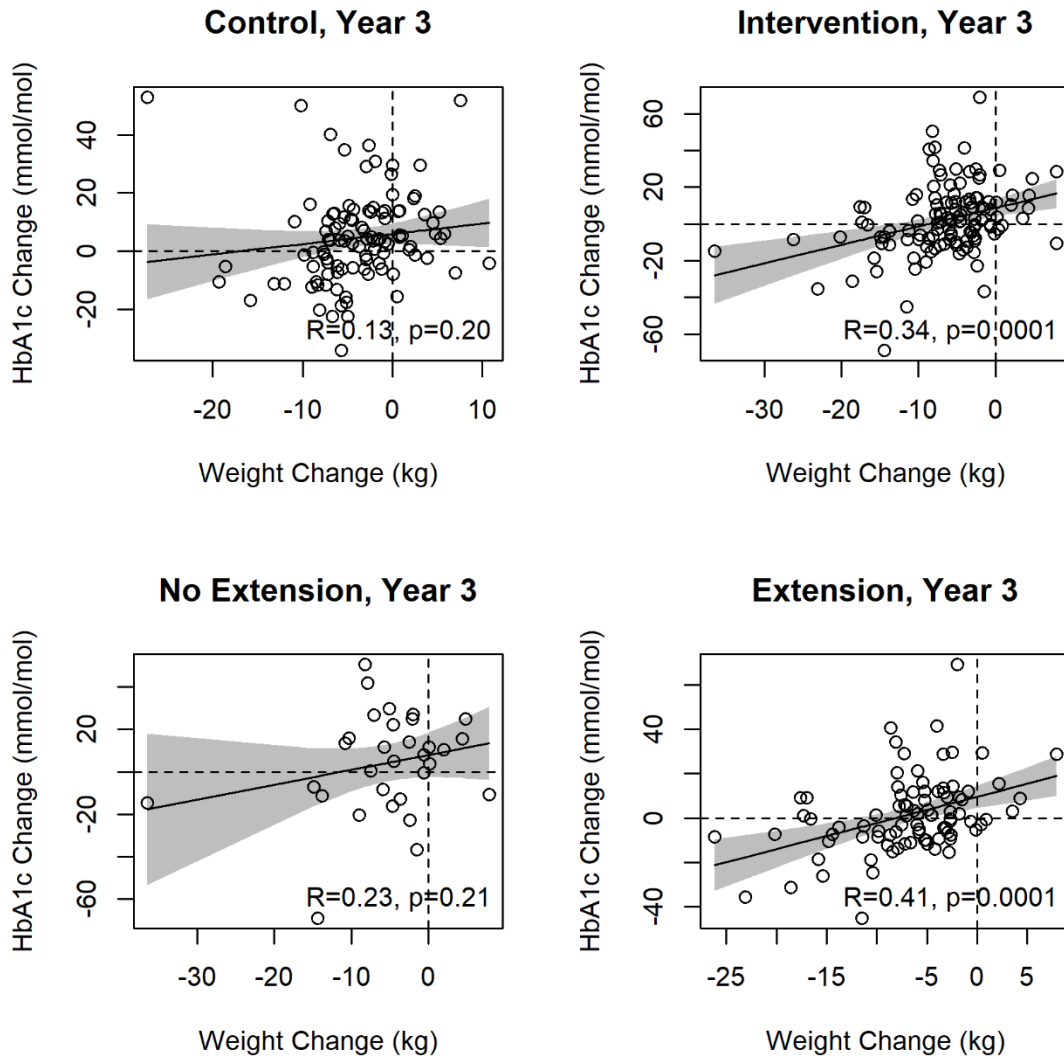 Control, Year 3
HbA1c Change (mmol/mol)
40
20
0
-20
R=0.13, p=0.20
-20 -10 0 10
Weight Change (kg)
Intervention, Year 3
HbA1c Change (mmol/mol)
60
20
-20
-60
R=0.34, p=0.0001
-30 -20 -10 0
Weight Change (kg)
No Extension, Year 3
HbA1c Change (mmol/mol)
20
-20
-60
R=0.23, p=0.21
-30 -20 -10 0
Weight Change (kg)
Extension, Year 3
HbA1c Change (mmol/mol)
40
0
-40
R=0.41, p=0.0001
-25 -15 -5 0 5
Weight Change (kg)